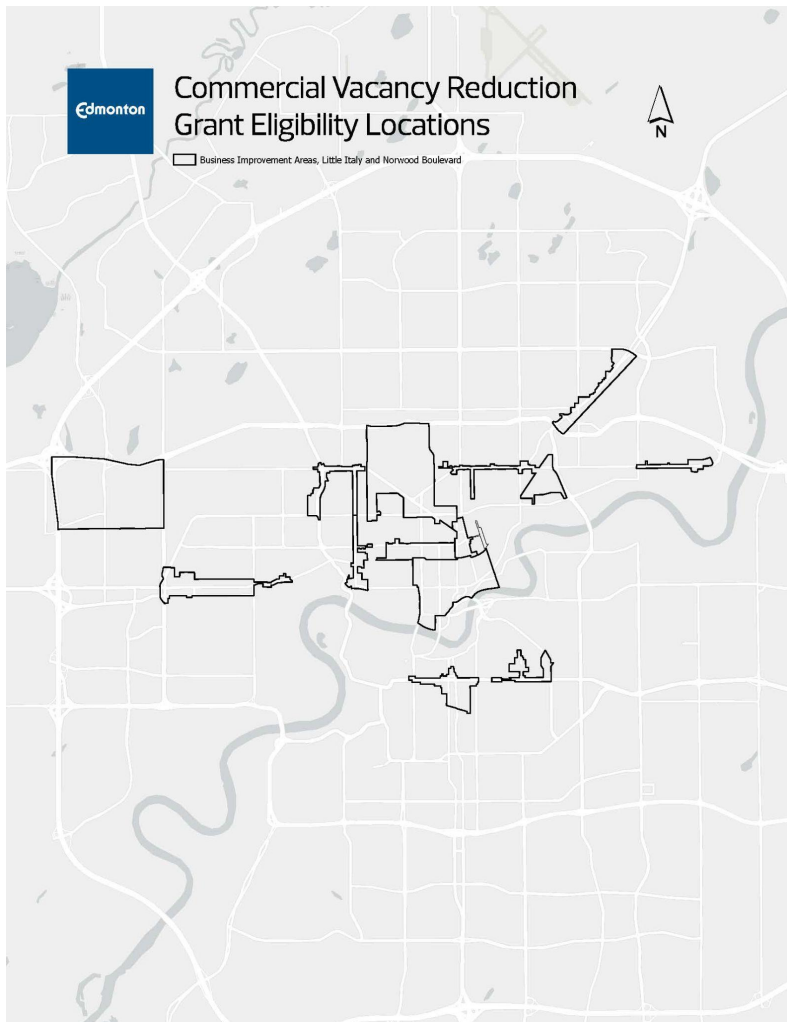 Edmonton
Commercial Vacancy Reduction
Grant Eligibility Locations
Business Improvement Areas, Little Italy and Norwood Boulevard
N